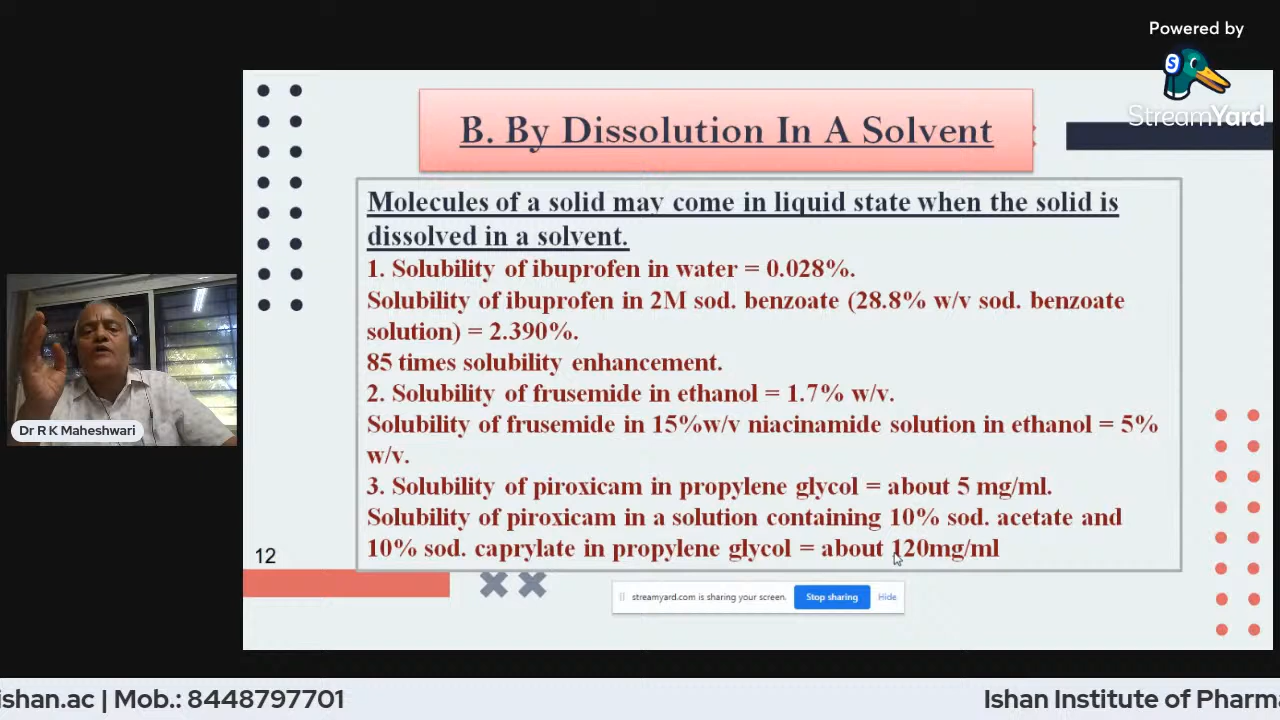 Powered by
StreamYard
B. By Dissolution In A Solvent
Molecules of a solid may come in liquid state when the solid is
dissolved in a solvent.
1. Solubility of ibuprofen in water = 0.028%.
Solubility of ibuprofen in 2M sod. benzoate (28.8% w/v sod. benzoate
solution) = 2.390%.
85 times solubility enhancement.
2. Solubility of frusemide in ethanol = 1.7% w/v.
Solubility of frusemide in 15%w/v niacinamide solution in ethanol = 5%
w/v.
3. Solubility of piroxicam in propylene glycol = about 5 mg/ml.
Solubility of piroxicam in a solution containing 10% sod. acetate and
10% sod. caprylate in propylene glycol = about 120mg/ml
Dr R K Maheshwari
12
streamyard.com is sharing your screen.
Stop sharing
Hide
ishan.ac | Mob.: 8448797701
Ishan Institute of Pharma